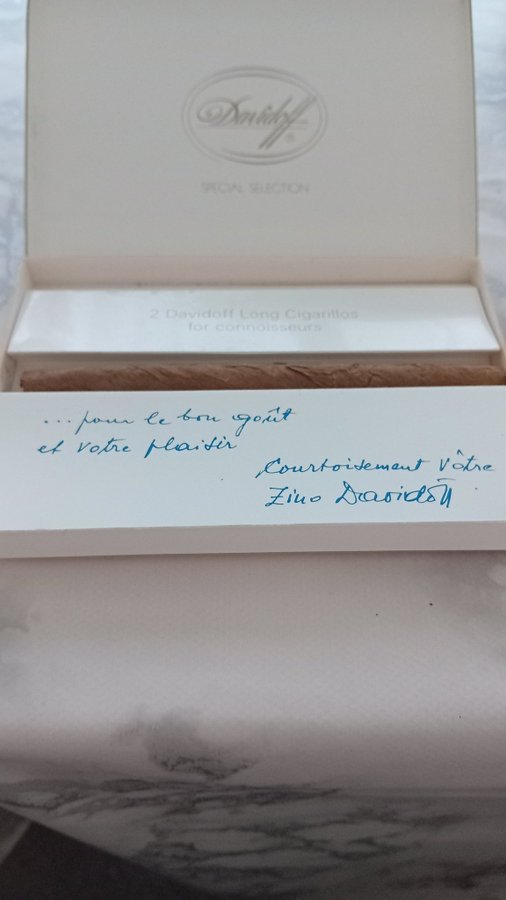 Davidoff
®
SPECIAL SELECTION
2 Davidoff Long Cigarillos
for connoisseurs
... pour le bon goût
et votre plaisir
Courtoisement vôtre
Zino Davidoff